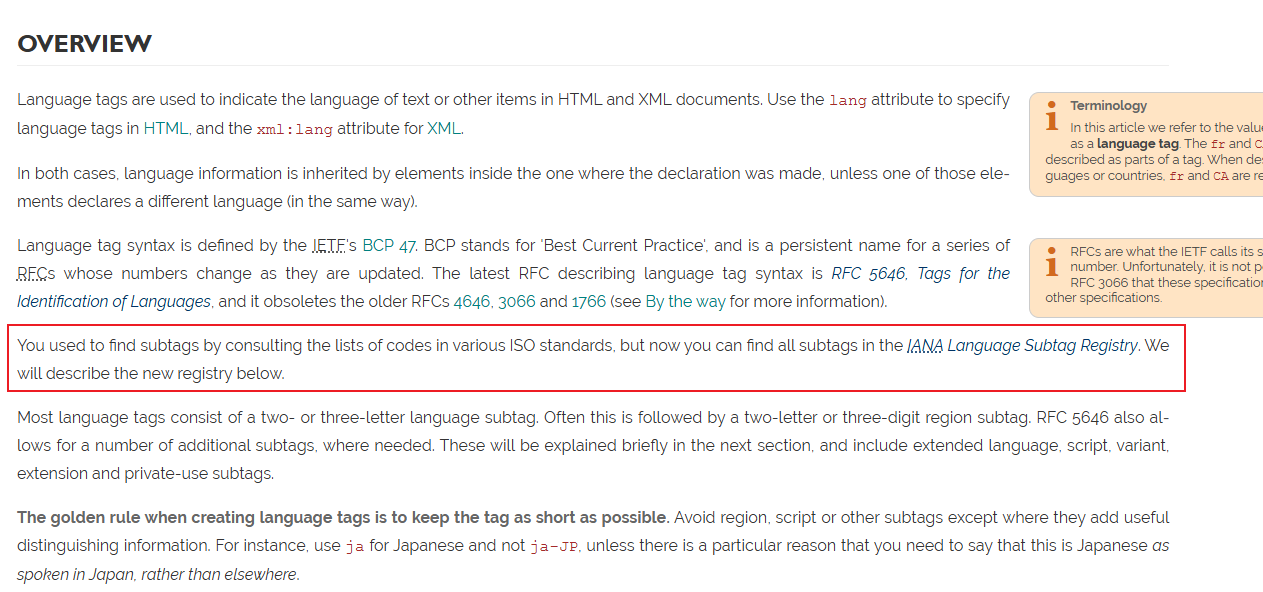 OVERVIEW
Language tags are used to indicate the language of text or other items in HTML and XML documents. Use the lang attribute to specify
language tags in HTML, and the xml:lang attribute for XML.
In both cases, language information is inherited by elements inside the one where the declaration was made, unless one of those ele-
ments declares a different language (in the same way).
Language tag syntax is defined by the IETF's BCP 47. BCP stands for 'Best Current Practice', and is a persistent name for a series of
RFCs whose numbers change as they are updated. The latest RFC describing language tag syntax is RFC 5646, Tags for the
Identification of Languages, and it obsoletes the older RFCs 4646, 3066 and 1766 (see By the way for more information).
You used to find subtags by consulting the lists of codes in various ISO standards, but now you can find all subtags in the IANA Language Subtag Registry. We
will describe the new registry below.
Most language tags consist of a two- or three-letter language subtag. Often this is followed by a two-letter or three-digit region subtag. RFC 5646 also al-
lows for a number of additional subtags, where needed. These will be explained briefly in the next section, and include extended language, script, variant,
extension and private-use subtags.
The golden rule when creating language tags is to keep the tag as short as possible. Avoid region, script or other subtags except where they add useful
distinguishing information. For instance, use ja for Japanese and not ja-JP, unless there is a particular reason that you need to say that this is Japanese as
spoken in Japan, rather than elsewhere.
i
Terminology
In this article we refer to the
as a language tag. The fr and
described as parts of a tag. When
guages or countries, fr and CA are
i
RFCs are what the IETF calls its
number. Unfortunately, it is not
RFC 3066 that these
other specifications.